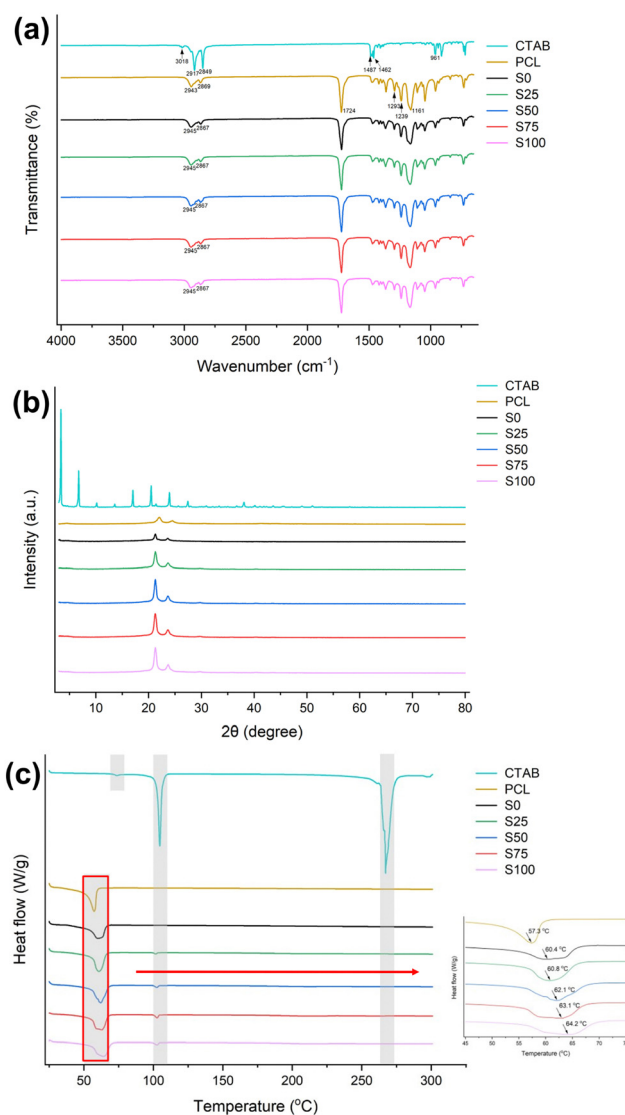 (a)
CTAB
PCL
S0
S25
S50
S75
S100
3018
2917
2849
1487
1462
961
2943
2869
1724
1293
1239
1161
2945
2867
2945
2867
2945
2867
2945
2867
2945
2867
Transmittance (%)
4000 3500 3000 2500 2000 1500 1000
Wavenumber (cm⁻¹)
(b)
CTAB
PCL
S0
S25
S50
S75
S100
Intensity (a.u.)
10 20 30 40 50 60 70 80
2θ (degree)
(c)
CTAB
PCL
S0
S25
S50
S75
S100
Heat flow (W/g)
50 100 150 200 250 300
Temperature (°C)
57.3 °C
60.4 °C
60.8 °C
62.1 °C
63.1 °C
64.2 °C
Heat flow (W/g)
45 50 55 60 65 70 75
Temperature (°C)